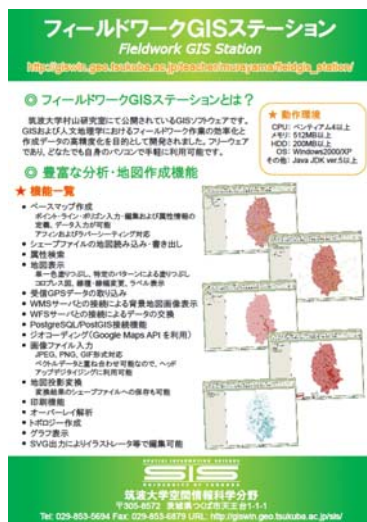 フィールドワークGISステーション
Fieldwork GIS Station
http://giswin.geo.tsukuba.ac.jp/teacher/murayama/fieldgis_station/
◎ フィールドワークGISステーションとは？
筑波大学村山研究室にて公開されているGISソフトウェアです。
GISおよび人文地理学におけるフィールドワーク作業の効率化と
作成データの高精度化を目的として開発されました。フリーウェア
であり、どなたでも自身のパソコンで手軽に利用可能です。
★ 動作環境
CPU: ペンティアム4以上
メモリ: 512MB以上
HDD: 200MB以上
OS: Windows2000/XP
その他: Java JDK ver.5以上
◎ 豊富な分析・地図作成機能
★ 機能一覧
• ベースマップ作成
ポイント・ライン・ポリゴン入力・編集および属性情報の
定義、データ入力が可能
アフィンおよびラバーシーティング対応
• シェープファイルの地図読み込み・書き出し
• 属性検索
• 地図表示
単一色塗りつぶし、特定のパターンによる塗りつぶし
コロプレス図、線種・線幅変更、ラベル表示
• 受信GPSデータの取り込み
• WMSサーバとの接続による背景地図画像表示
• WFSサーバとの接続によるデータの交換
• PostgreSQL/PostGIS接続機能
• ジオコーディング(Google Maps APIを利用)
• 画像ファイル入力
JPEG, PNG, GIF形式対応
ベクトルデータと重ね合わせ可能なので、ヘッド
アップデジタイジングに利用可能
• 地図投影変換
変換結果のシェープファイルへの保存も可能
• 印刷機能
• オーバーレイ解析
• トポロジー作成
• グラフ表示
• SVG出力によりイラストレータ等で編集可能
SPATIAL INFORMATION SCIENCE
SIS
UNIVERSITY OF TSUKUBA
筑波大学空間情報科学分野
〒305-8572 茨城県つくば市天王台1-1-1
Tel: 029-853-5694 Fax: 029-853-6879 URL: http://giswin.geo.tsukuba.ac.jp/sis/